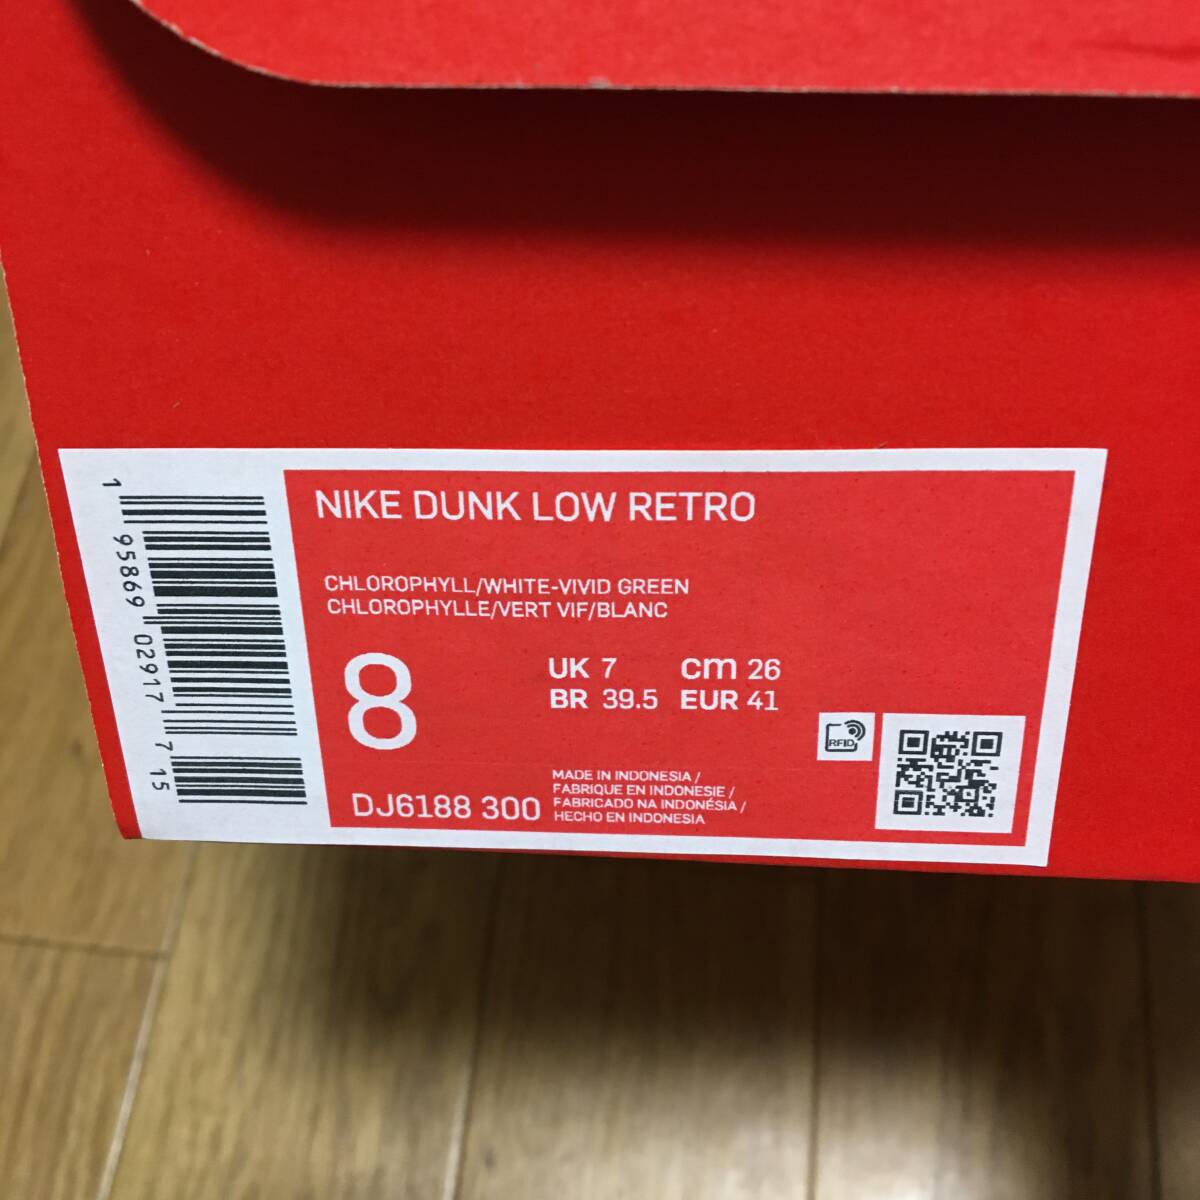 NIKE DUNK LOW RETRO
CHLOROPHYLL/WHITE-VIVID GREEN
CHLOROPHYLLE/VERT VIF/BLANC
8
UK 7 cm 26
BR 39.5 EUR 41
DJ6188 300
MADE IN INDONESIA /
FABRIQUE EN INDONESIE /
FABRICADO NA INDONÉSIA /
HECHO EN INDONESIA
RFID
1 95869 02917 7 15